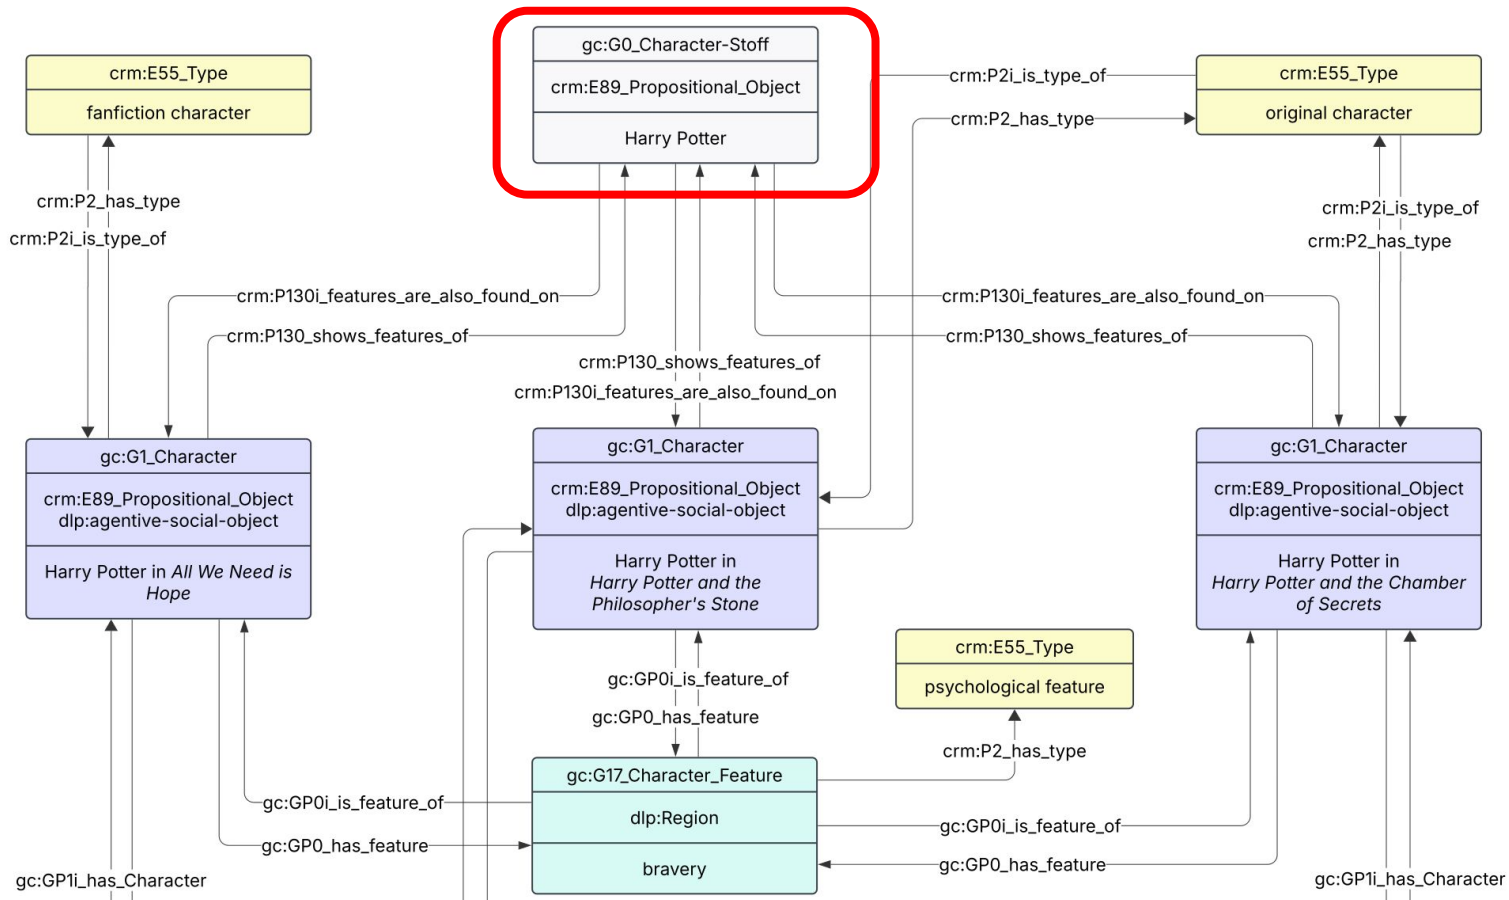 gc:G0_Character-Stoff
crm:E89_Propositional_Object
Harry Potter
crm:E55_Type
fanfiction character
crm:P2i_is_type_of
crm:P2_has_type
crm:E55_Type
original character
crm:P2_has_type
crm:P2i_is_type_of
crm:P2i_is_type_of
crm:P2_has_type
crm:P130i_features_are_also_found_on
crm:P130_shows_features_of
crm:P130_shows_features_of
crm:P130i_features_are_also_found_on
crm:P130i_features_are_also_found_on
crm:P130_shows_features_of
gc:G1_Character
crm:E89_Propositional_Object
dlp:agentive-social-object
Harry Potter in All We Need is
Hope
gc:G1_Character
crm:E89_Propositional_Object
dlp:agentive-social-object
Harry Potter in
Harry Potter and the
Philosopher's Stone
gc:G1_Character
crm:E89_Propositional_Object
dlp:agentive-social-object
Harry Potter in
Harry Potter and the Chamber
of Secrets
gc:GP0i_is_feature_of
gc:GP0_has_feature
crm:E55_Type
psychological feature
crm:P2_has_type
gc:G17_Character_Feature
dlp:Region
bravery
gc:GP0i_is_feature_of
gc:GP0_has_feature
gc:GP0i_is_feature_of
gc:GP0_has_feature
gc:GP1i_has_Character
gc:GP1i_has_Character